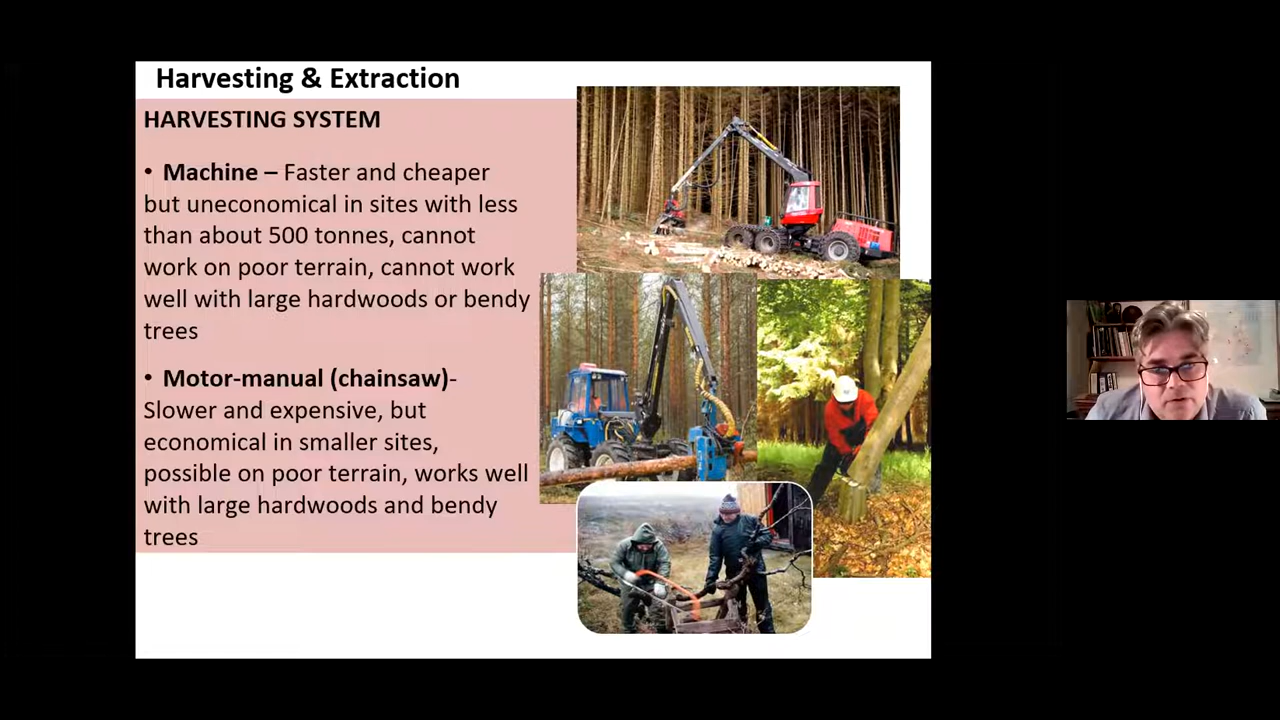 Harvesting & Extraction
HARVESTING SYSTEM
• Machine – Faster and cheaper
but uneconomical in sites with less
than about 500 tonnes, cannot
work on poor terrain, cannot work
well with large hardwoods or bendy
trees
• Motor-manual (chainsaw)-
Slower and expensive, but
economical in smaller sites,
possible on poor terrain, works well
with large hardwoods and bendy
trees